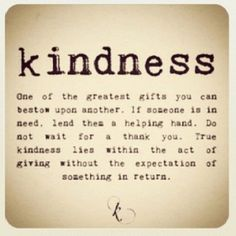 kindness
One of the greatest gifts you can
bestow upon another. If someone is in
need, lend them a helping hand. Do
not wait for a thank you. True
kindness lies within the act of
giving without the expectation of
something in return.
k